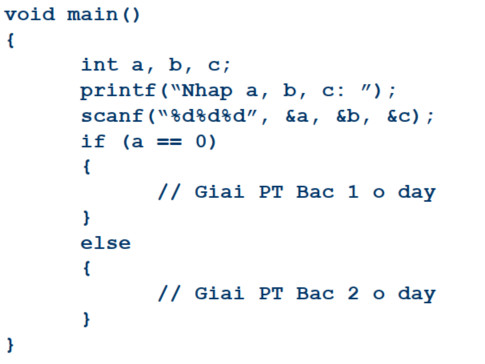 void main()
{
int a, b, c;
printf(“Nhap a, b, c: ”);
scanf(“%d%d%d”, &a, &b, &c);
if (a == 0)
{
// Giai PT Bac 1 o day
}
else
{
// Giai PT Bac 2 o day
}
}